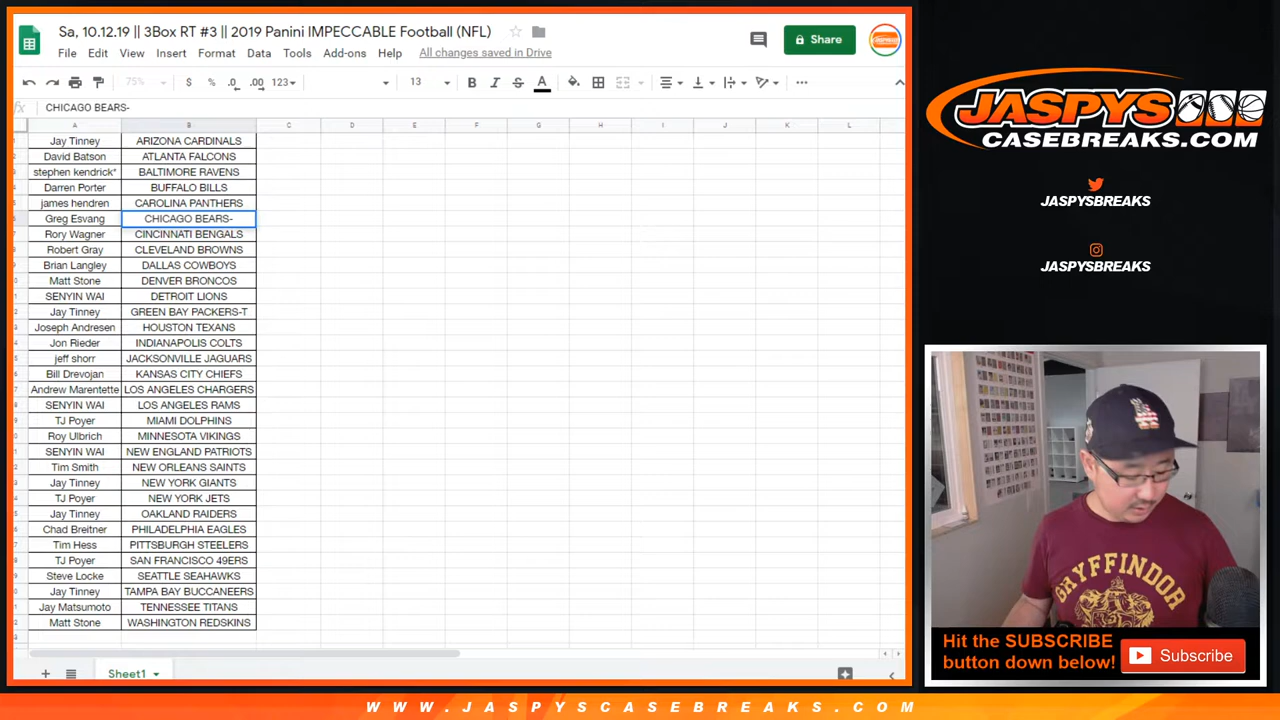 Sa, 10.12.19 || 3Box RT #3 || 2019 Panini IMPECCABLE Football (NFL)
File Edit View Insert Format Data Tools Add-ons Help All changes saved in Drive
Share
75% $ % .0 .00 123 13 B I S A
fx CHICAGO BEARS-
A B C D E F G H I J K L
Jay Tinney ARIZONA CARDINALS
David Batson ATLANTA FALCONS
stephen kendrick* BALTIMORE RAVENS
Darren Porter BUFFALO BILLS
james hendren CAROLINA PANTHERS
Greg Esvang CHICAGO BEARS-
Rory Wagner CINCINNATI BENGALS
Robert Gray CLEVELAND BROWNS
Brian Langley DALLAS COWBOYS
Matt Stone DENVER BRONCOS
SENYIN WAI DETROIT LIONS
Jay Tinney GREEN BAY PACKERS-T
Joseph Andresen HOUSTON TEXANS
Jon Rieder INDIANAPOLIS COLTS
jeff shorr JACKSONVILLE JAGUARS
Bill Drevojan KANSAS CITY CHIEFS
Andrew Marentette LOS ANGELES CHARGERS
SENYIN WAI LOS ANGELES RAMS
TJ Poyer MIAMI DOLPHINS
Roy Ulbrich MINNESOTA VIKINGS
SENYIN WAI NEW ENGLAND PATRIOTS
Tim Smith NEW ORLEANS SAINTS
Jay Tinney NEW YORK GIANTS
TJ Poyer NEW YORK JETS
Jay Tinney OAKLAND RAIDERS
Chad Breitner PHILADELPHIA EAGLES
Tim Hess PITTSBURGH STEELERS
TJ Poyer SAN FRANCISCO 49ERS
Steve Locke SEATTLE SEAHAWKS
Jay Tinney TAMPA BAY BUCCANEERS
Jay Matsumoto TENNESSEE TITANS
Matt Stone WASHINGTON REDSKINS
Sheet1
JASPYS
CASEBREAKS.COM
JASPYSBREAKS
JASPYSBREAKS
GRYFFINDOR
Hit the SUBSCRIBE
button down below!
Subscribe
WWW.JASPYSCASEBREAKS.COM